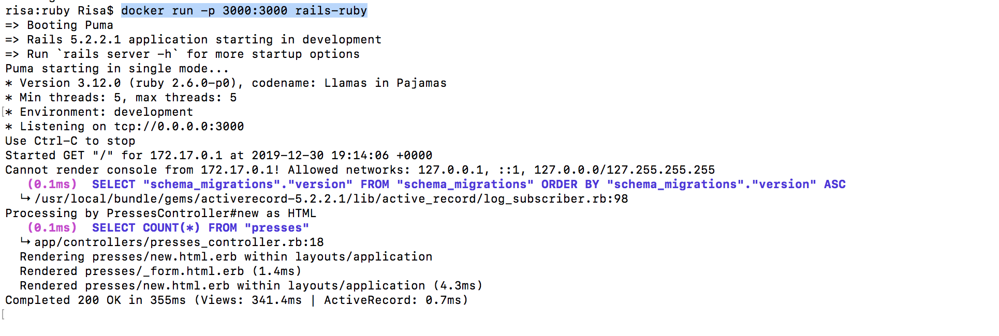 risa:ruby Risa$ docker run -p 3000:3000 rails-ruby
=> Booting Puma
=> Rails 5.2.2.1 application starting in development
=> Run `rails server -h` for more startup options
Puma starting in single mode...
* Version 3.12.0 (ruby 2.6.0-p0), codename: Llamas in Pajamas
* Min threads: 5, max threads: 5
* Environment: development
* Listening on tcp://0.0.0.0:3000
Use Ctrl-C to stop
Started GET "/" for 172.17.0.1 at 2019-12-30 19:14:06 +0000
Cannot render console from 172.17.0.1! Allowed networks: 127.0.0.1, ::1, 127.0.0.0/127.255.255.255
(0.1ms)  SELECT "schema_migrations"."version" FROM "schema_migrations" ORDER BY "schema_migrations"."version" ASC
↳ /usr/local/bundle/gems/activerecord-5.2.2.1/lib/active_record/log_subscriber.rb:98
Processing by PressesController#new as HTML
(0.1ms)  SELECT COUNT(*) FROM "presses"
↳ app/controllers/presses_controller.rb:18
Rendering presses/new.html.erb within layouts/application
Rendered presses/_form.html.erb (1.4ms)
Rendered presses/new.html.erb within layouts/application (4.3ms)
Completed 200 OK in 355ms (Views: 341.4ms | ActiveRecord: 0.7ms)